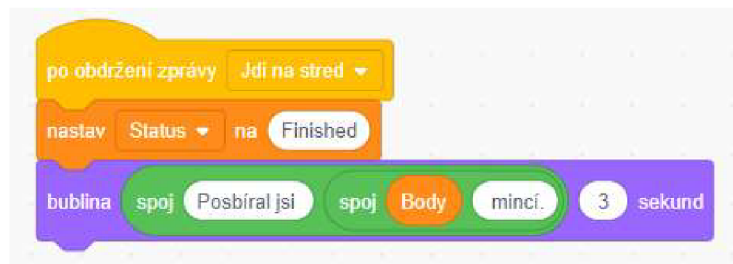 po obdržení zprávy Jdi na stred
nastav Status na Finished
bublina spoj Posbíral jsi spoj Body mincí. 3 sekund